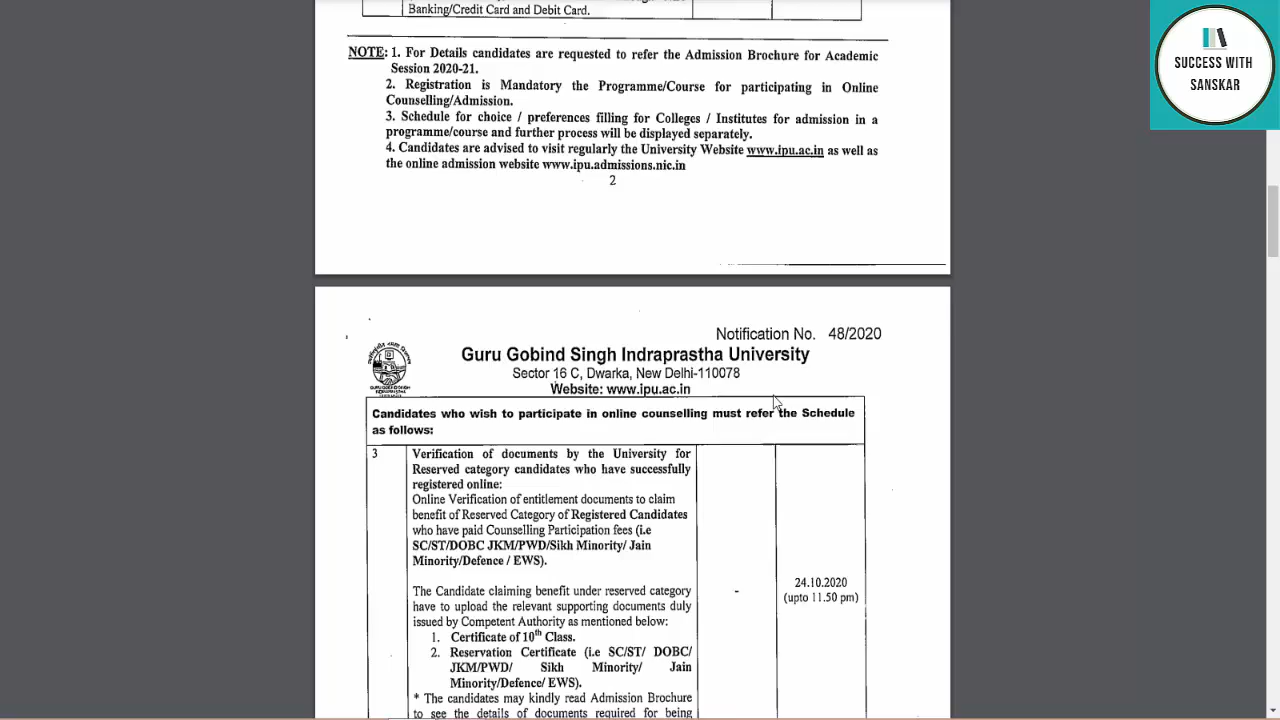 Banking/Credit Card and Debit Card.
NOTE: 1. For Details candidates are requested to refer the Admission Brochure for Academic
Session 2020-21.
2. Registration is Mandatory the Programme/Course for participating in Online
Counselling/Admission.
3. Schedule for choice / preferences filling for Colleges / Institutes for admission in a
programme/course and further process will be displayed separately.
4. Candidates are advised to visit regularly the University Website www.ipu.ac.in as well as
the online admission website www.ipu.admissions.nic.in
2
SUCCESS WITH
SANSKAR
Notification No. 48/2020
Guru Gobind Singh Indraprastha University
Sector 16 C, Dwarka, New Delhi-110078
Website: www.ipu.ac.in
Candidates who wish to participate in online counselling must refer the Schedule
as follows:
3 Verification of documents by the University for
Reserved category candidates who have successfully
registered online:
Online Verification of entitlement documents to claim
benefit of Reserved Category of Registered Candidates
who have paid Counselling Participation fees (i.e
SC/ST/DOBC JKM/PWD/Sikh Minority/ Jain
Minority/Defence / EWS).
The Candidate claiming benefit under reserved category
have to upload the relevant supporting documents duly
issued by Competent Authority as mentioned below:
1. Certificate of 10th Class.
2. Reservation Certificate (i.e SC/ST/ DOBC/
JKM/PWD/ Sikh Minority/ Jain
Minority/Defence/ EWS).
* The candidates may kindly read Admission Brochure
to see the details of documents required for being
-
24.10.2020
(upto 11.50 pm)